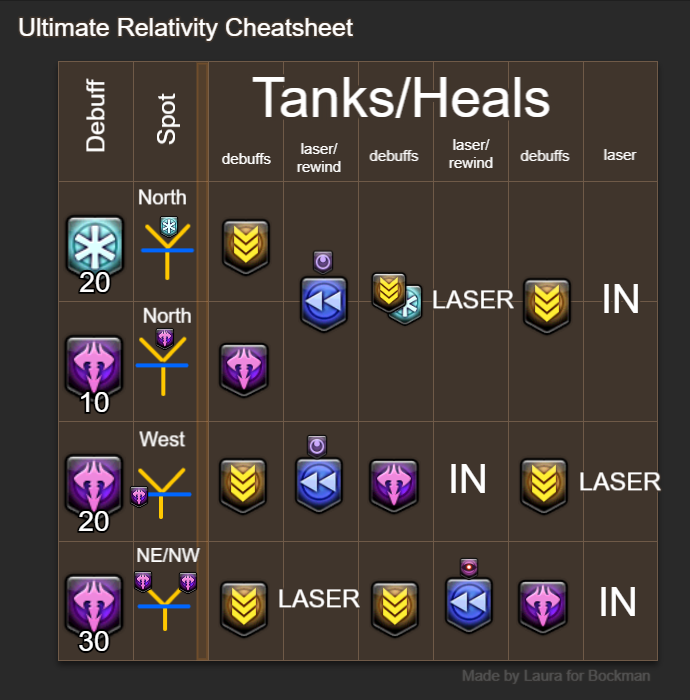 Ultimate Relativity Cheatsheet
Debuff
Spot
Tanks/Heals
debuffs
laser/
rewind
debuffs
laser/
rewind
debuffs
laser
North
20
LASER
IN
North
10
West
20
IN
LASER
NE/NW
30
LASER
IN
Made by Laura for Bockman